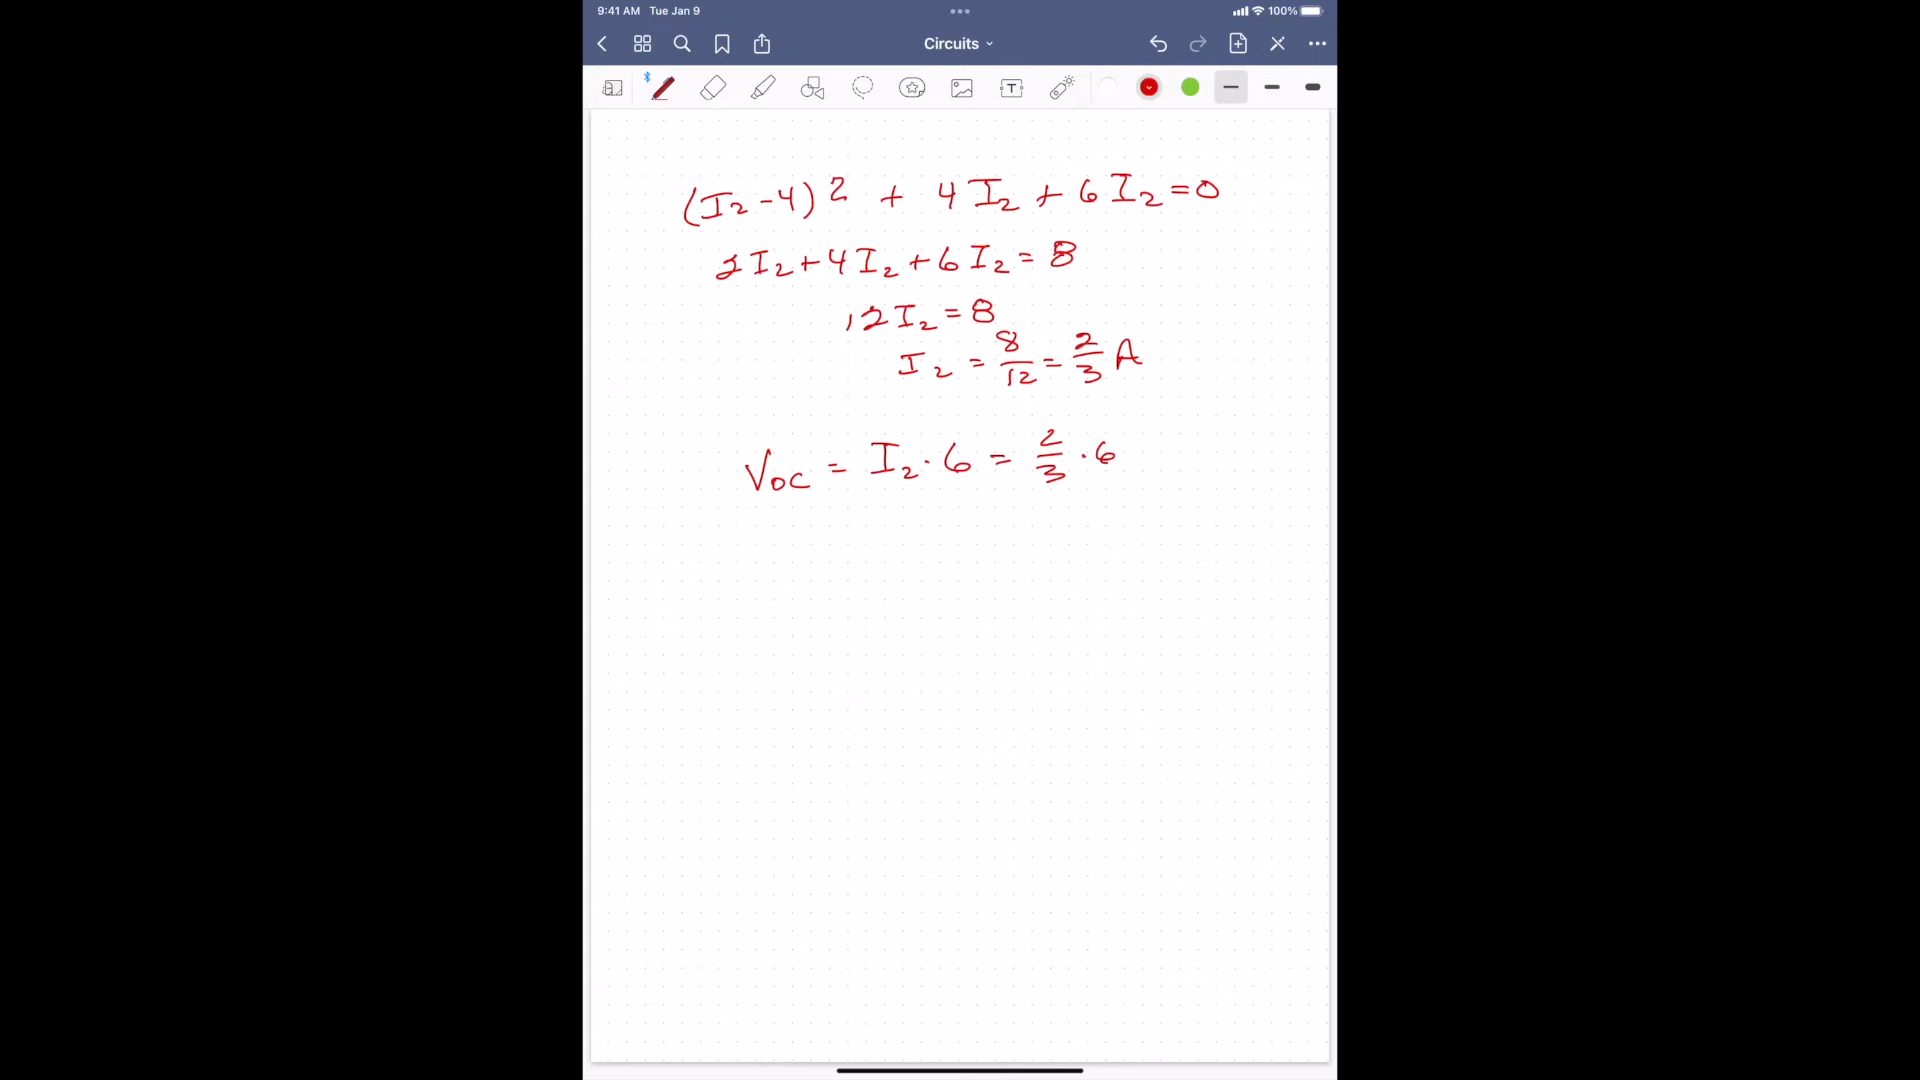 9:41 AM Tue Jan 9 100%
Circuits
T
(I₂-4)2 + 4I₂ + 6I₂=0
2I₂+4I₂+6I₂=8
12I₂=8
I₂ = 8/12 = 2/3 A
Voc = I₂·6 = 2/3 · 6